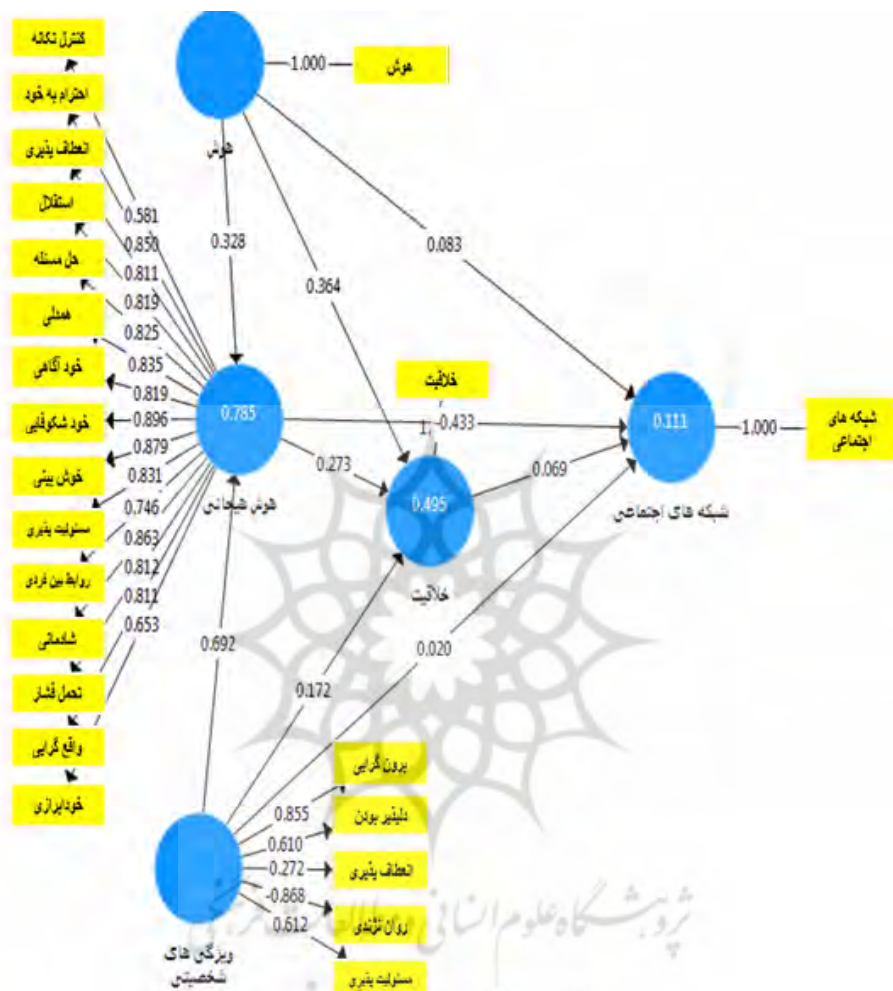 کنترل تکانه
احترام به خود
انعطاف پذیری
استقلال
حل مسئله
همدلی
خود آگاهی
خود شکوفایی
خوش بینی
مسئولیت پذیری
روابط بین فردی
شادمانی
تحمل فشار
واقع گرایی
خودابرازی
0.581
0.850
0.811
0.819
0.825
0.835
0.819
0.896
0.879
0.831
0.746
0.863
0.812
0.811
0.653
هوش
1.000
هوش
0.328
0.364
0.083
0.785
هوش هیجانی
خلاقیت
-0.433
0.273
0.495
خلاقیت
0.069
0.111
1.000
شبکه های
اجتماعی
شبکه های اجتماعی
0.692
0.172
0.020
ویژگی های
شخصیتی
0.855
0.610
0.272
-0.868
0.612
برون گرایی
دلپذیر بودن
انعطاف پذیری
روان نژندی
مسئولیت پذیری
پژوهشگاه علوم انسانی و مطالعات فرهنگی